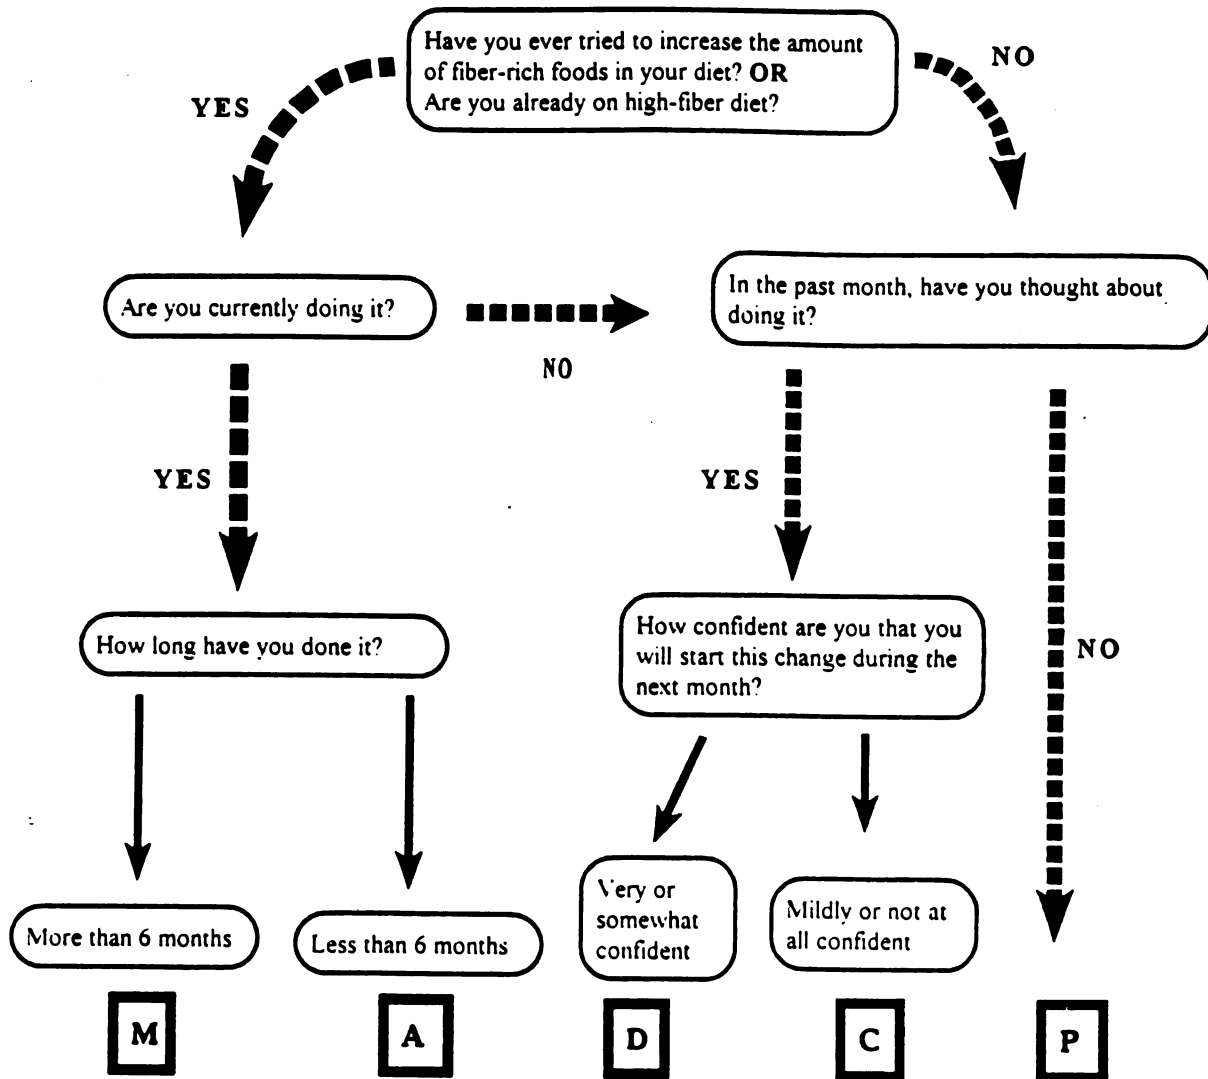 Have you ever tried to increase the amount
of fiber-rich foods in your diet? OR
Are you already on high-fiber diet?
YES
NO
Are you currently doing it?
NO
In the past month, have you thought about
doing it?
YES
YES
NO
How long have you done it?
How confident are you that you
will start this change during the
next month?
More than 6 months
Less than 6 months
Very or
somewhat
confident
Mildly or not at
all confident
M
A
D
C
P